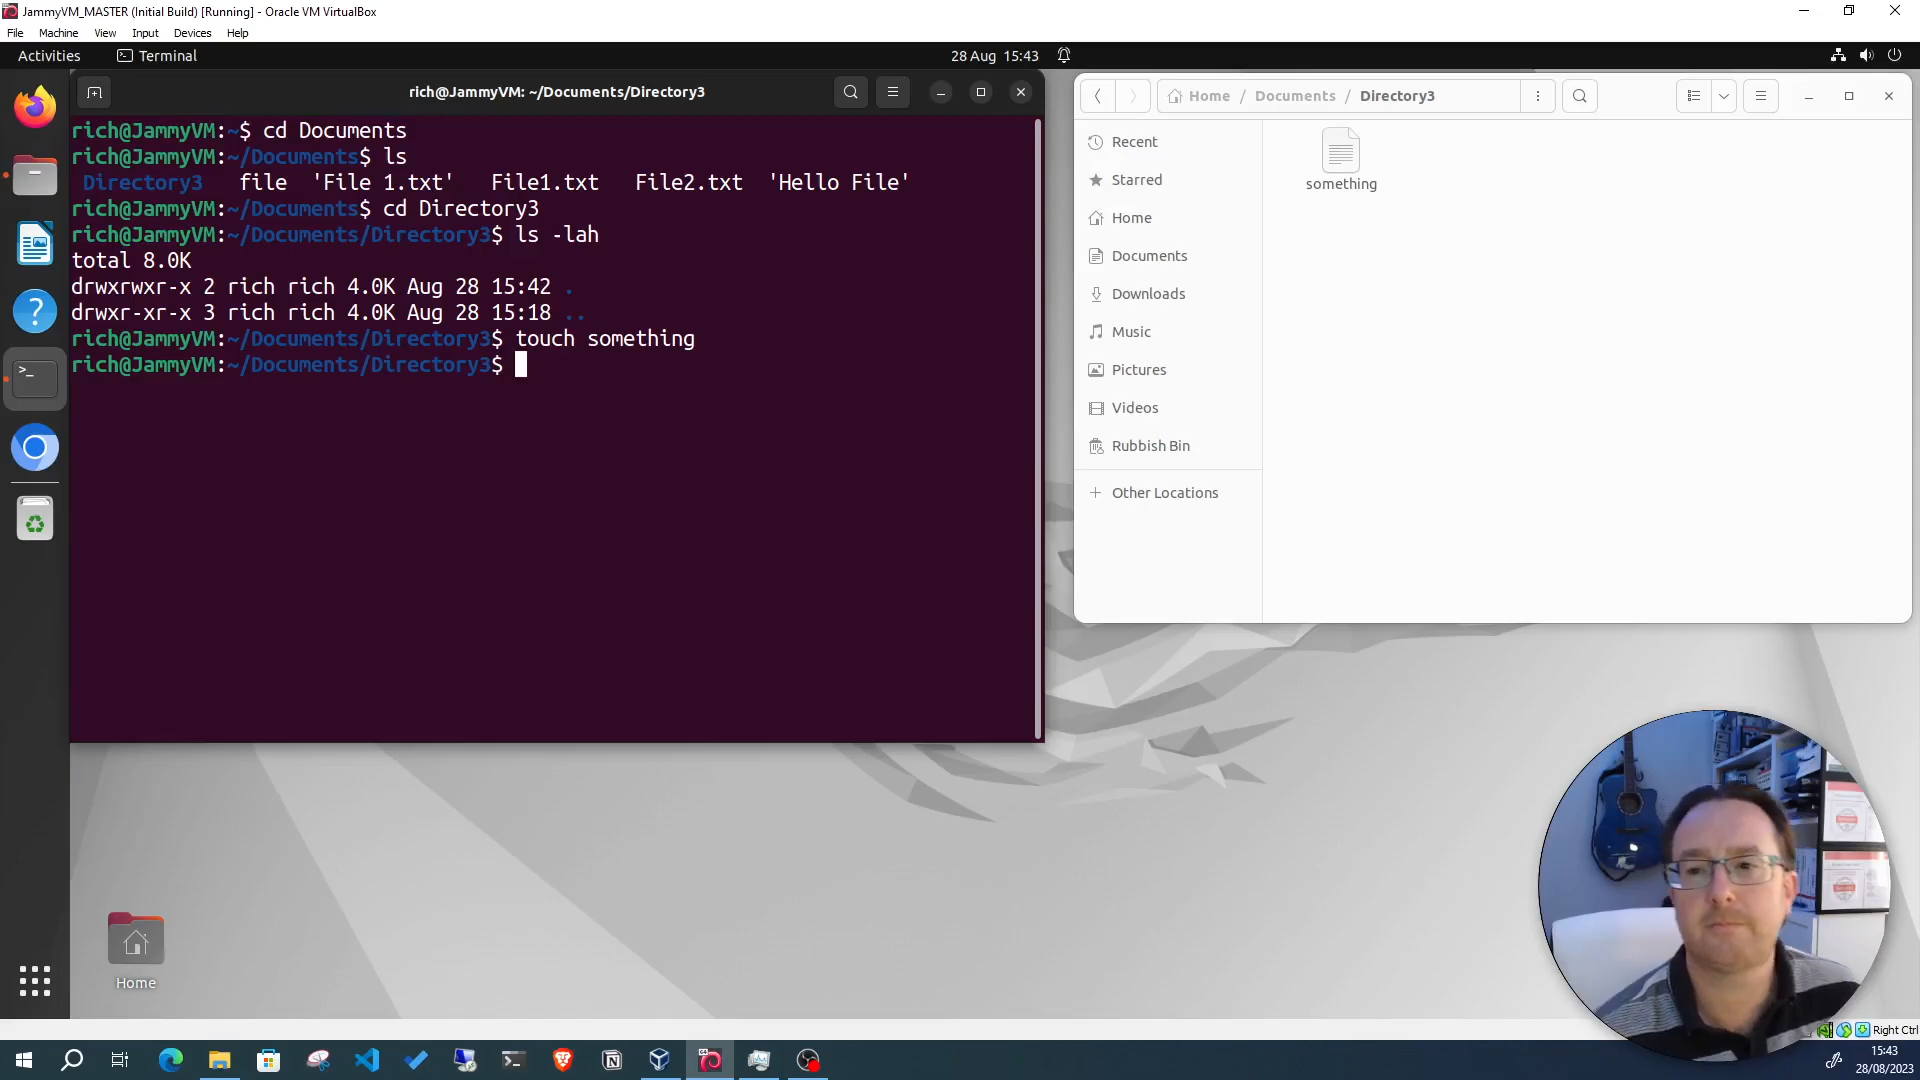 JammyVM_MASTER (Initial Build) [Running] - Oracle VM VirtualBox
File Machine View Input Devices Help
Activities Terminal 28 Aug 15:43
rich@JammyVM: ~/Documents/Directory3
rich@JammyVM:~$ cd Documents
rich@JammyVM:~/Documents$ ls
Directory3 file 'File 1.txt' File1.txt File2.txt 'Hello File'
rich@JammyVM:~/Documents$ cd Directory3
rich@JammyVM:~/Documents/Directory3$ ls -lah
total 8.0K
drwxrwxr-x 2 rich rich 4.0K Aug 28 15:42 .
drwxr-xr-x 3 rich rich 4.0K Aug 28 15:18 ..
rich@JammyVM:~/Documents/Directory3$ touch something
rich@JammyVM:~/Documents/Directory3$
Home / Documents / Directory3
Recent
Starred
Home
Documents
Downloads
Music
Pictures
Videos
Rubbish Bin
Other Locations
something
Home
Right Ctrl
15:43
28/08/2023